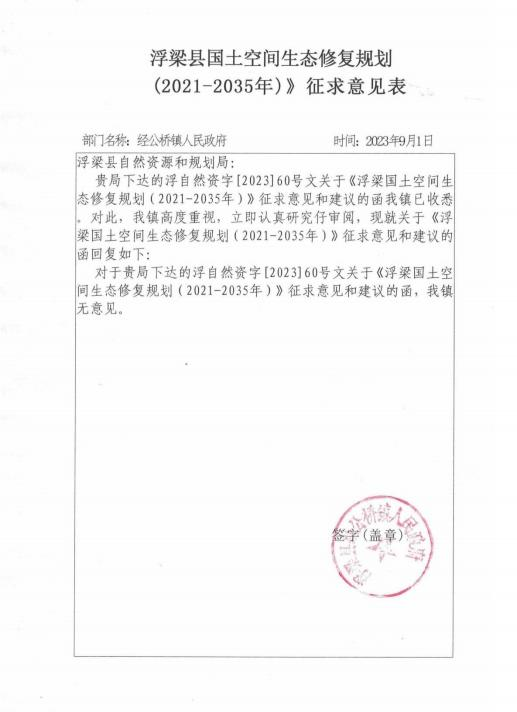 浮梁县国土空间生态修复规划
(2021-2035年)》征求意见表
部门名称：经公桥镇人民政府 时间：2023年9月1日
浮梁县自然资源和规划局：
贵局下达的浮自然资字[2023]60号文关于《浮梁国土空间生
态修复规划（2021-2035年）》征求意见和建议的函我镇已收悉
。对此，我镇高度重视，立即认真研究仔审阅，现就关于《浮
梁国土空间生态修复规划（2021-2035年）》征求意见和建议的
函回复如下：
对于贵局下达的浮自然资字[2023]60号文关于《浮梁国土空
间生态修复规划（2021-2035年）》征求意见和建议的函，我镇
无意见。
签字(盖章)
浮梁县经公桥镇人民政府